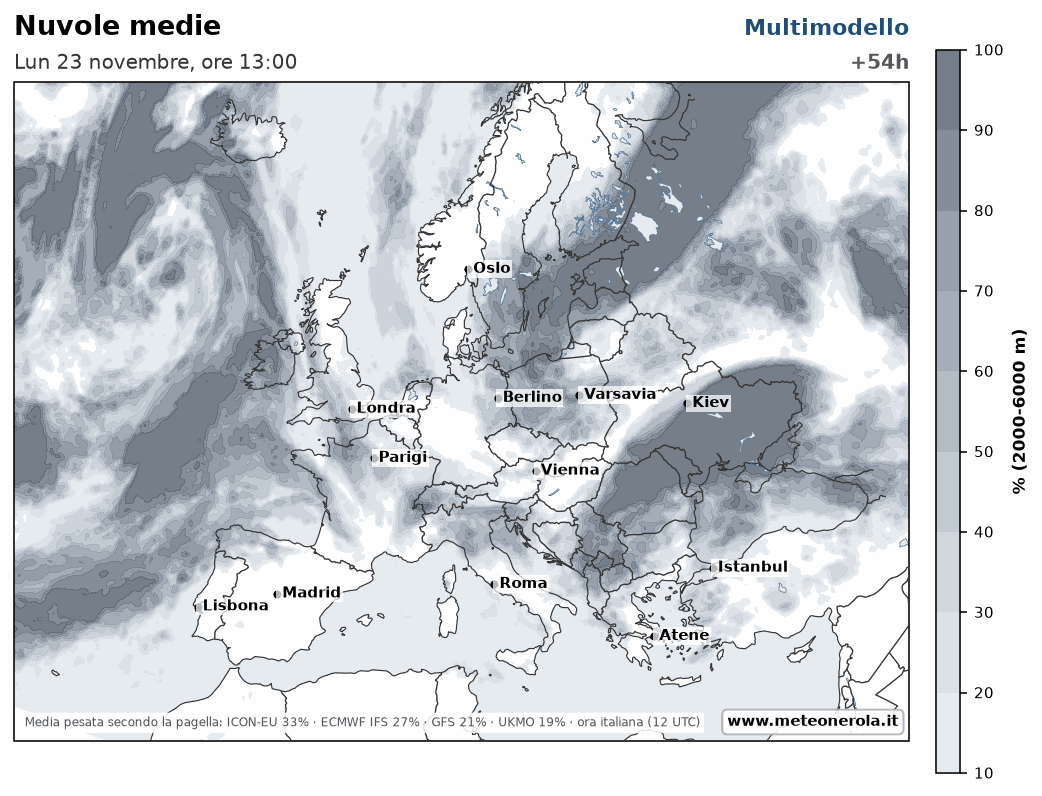 Nuvole medie
Multimodello
Lun 23 novembre, ore 13:00
+54h
100
90
80
70
60
50
40
30
20
10
% (2000-6000 m)
Oslo
Berlino
Varsavia
Kiev
Londra
Parigi
Vienna
Istanbul
Roma
Madrid
Lisbona
Atene
Media pesata secondo la pagella: ICON-EU 33% · ECMWF IFS 27% · GFS 21% · UKMO 19% · ora italiana (12 UTC)
www.meteonerola.it